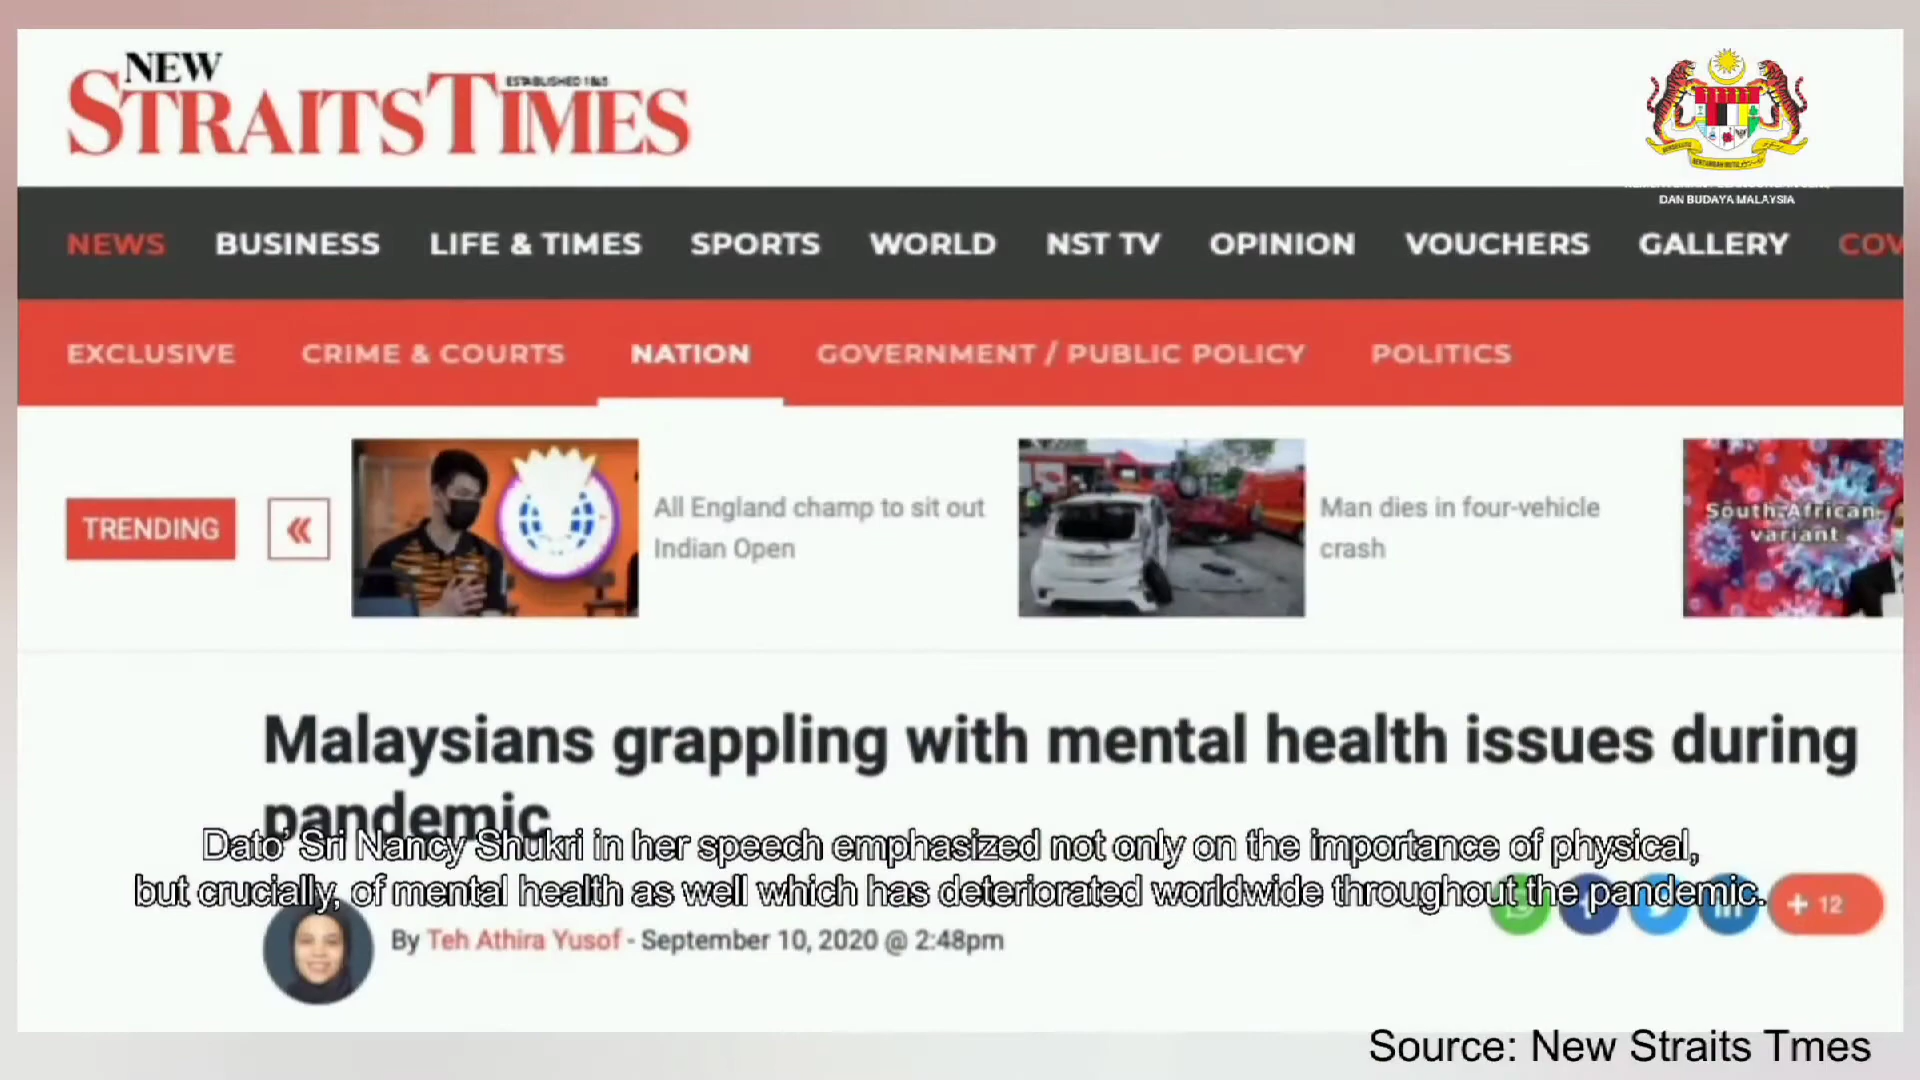 NEW
STRAITS TIMES
ESTABLISHED 1845
DAN BUDAYA MALAYSIA
NEWS BUSINESS LIFE & TIMES SPORTS WORLD NST TV OPINION VOUCHERS GALLERY COV
EXCLUSIVE CRIME & COURTS NATION GOVERNMENT / PUBLIC POLICY POLITICS
TRENDING
All England champ to sit out
Indian Open
Man dies in four-vehicle
crash
South African
variant
Malaysians grappling with mental health issues during
pandemic
Dato' Sri Nancy Shukri in her speech emphasized not only on the importance of physical,
but crucially, of mental health as well which has deteriorated worldwide throughout the pandemic.
By Teh Athira Yusof - September 10, 2020 @ 2:48pm
+ 12
Source: New Straits Tmes